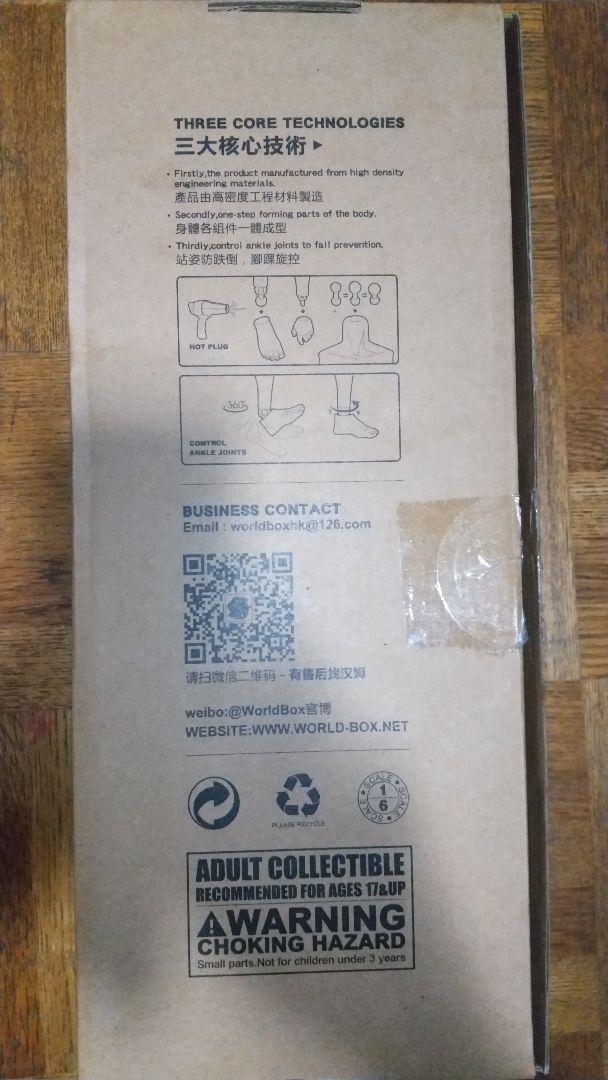 THREE CORE TECHNOLOGIES
三大核心技術
• Firstly,the product manufactured from high density
engineering materials.
產品由高密度工程材料製造
• Secondly,one-step forming parts of the body.
身體各組件一體成型
• Thirdly,control ankle joints to fall prevention.
站姿防跌倒，腳踝旋控
HOT PLUG
360°
CONTROL
ANKLE JOINTS
BUSINESS CONTACT
Email : worldboxhk@126.com
请扫微信二维码 - 有售后找汉姆
weibo:@WorldBox官博
WEBSITE:WWW.WORLD-BOX.NET
PLEASE RECYCLE
SCALE • SCALE • SCALE •
1
6
ADULT COLLECTIBLE
RECOMMENDED FOR AGES 17&UP
WARNING
CHOKING HAZARD
Small parts.Not for children under 3 years